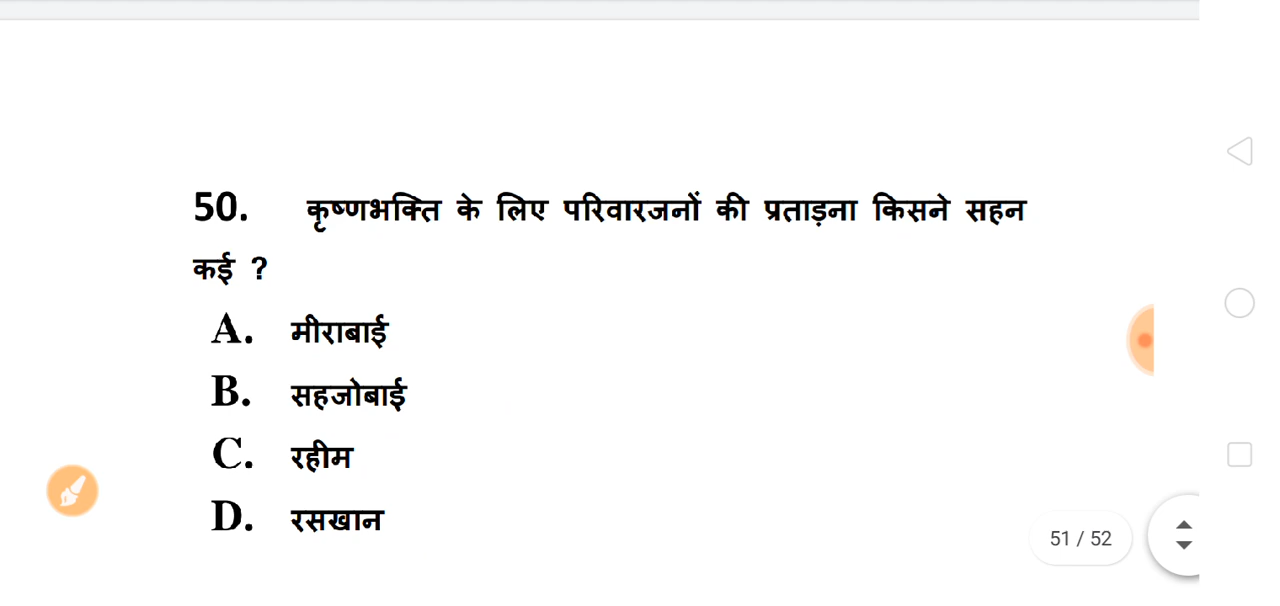 50. कृष्णभक्ति के लिए परिवारजनों की प्रताड़ना किसने सहन
कई ?
A. मीराबाई
B. सहजोबाई
C. रहीम
D. रसखान
51 / 52